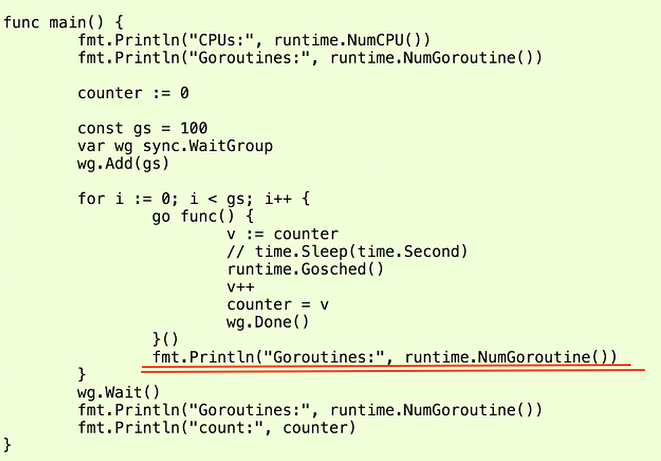 func main() {
fmt.Println("CPUs:", runtime.NumCPU())
fmt.Println("Goroutines:", runtime.NumGoroutine())
counter := 0
const gs = 100
var wg sync.WaitGroup
wg.Add(gs)
for i := 0; i < gs; i++ {
go func() {
v := counter
// time.Sleep(time.Second)
runtime.Gosched()
v++
counter = v
wg.Done()
}()
fmt.Println("Goroutines:", runtime.NumGoroutine())
}
wg.Wait()
fmt.Println("Goroutines:", runtime.NumGoroutine())
fmt.Println("count:", counter)
}